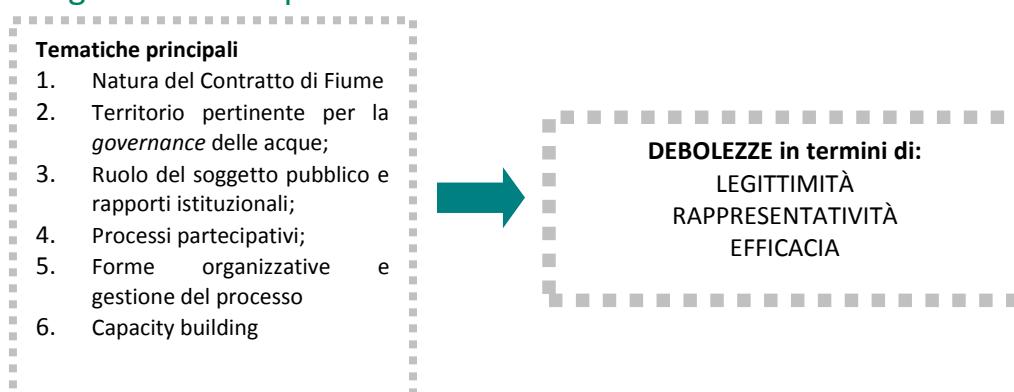 Tematiche principali
1. Natura del Contratto di Fiume
2. Territorio pertinente per la
governance delle acque;
3. Ruolo del soggetto pubblico e
rapporti istituzionali;
4. Processi partecipativi;
5. Forme organizzative e
gestione del processo
6. Capacity building
DEBOLEZZE in termini di:
LEGITTIMITÀ
RAPPRESENTATIVITÀ
EFFICACIA